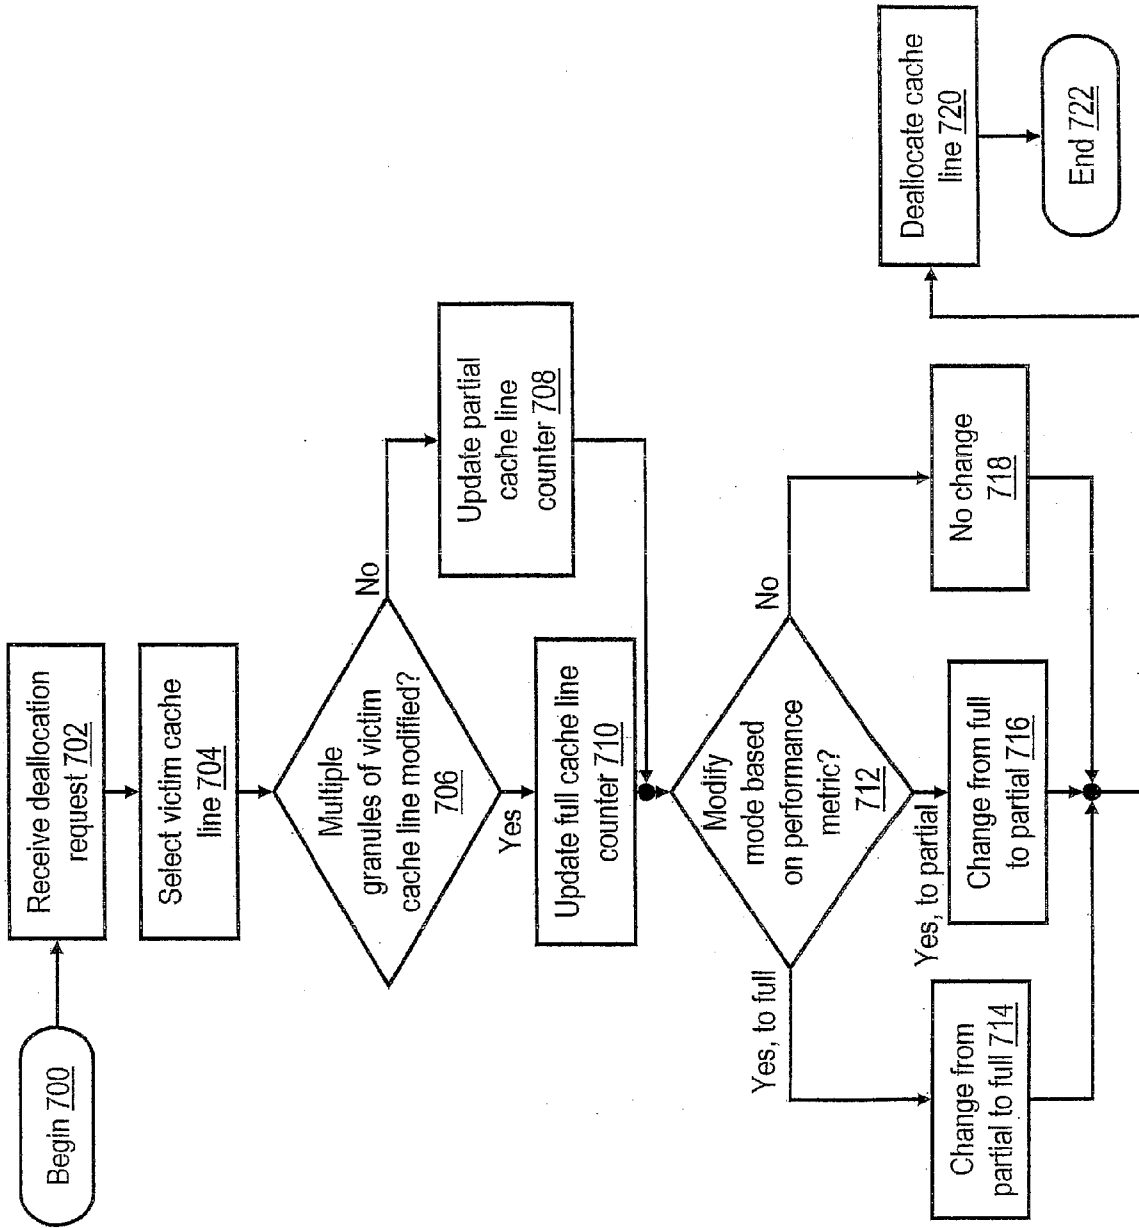 Begin 700
Receive deallocation
request 702
Select victim cache
line 704
Multiple
granules of victim
cache line modified?
706
No
Yes
Update partial
cache line
counter 708
Update full cache line
counter 710
Modify
mode based
on performance
metric?
712
Yes, to full
Yes, to partial
No
Change from
partial to full 714
Change from full
to partial 716
No change
718
Deallocate cache
line 720
End 722